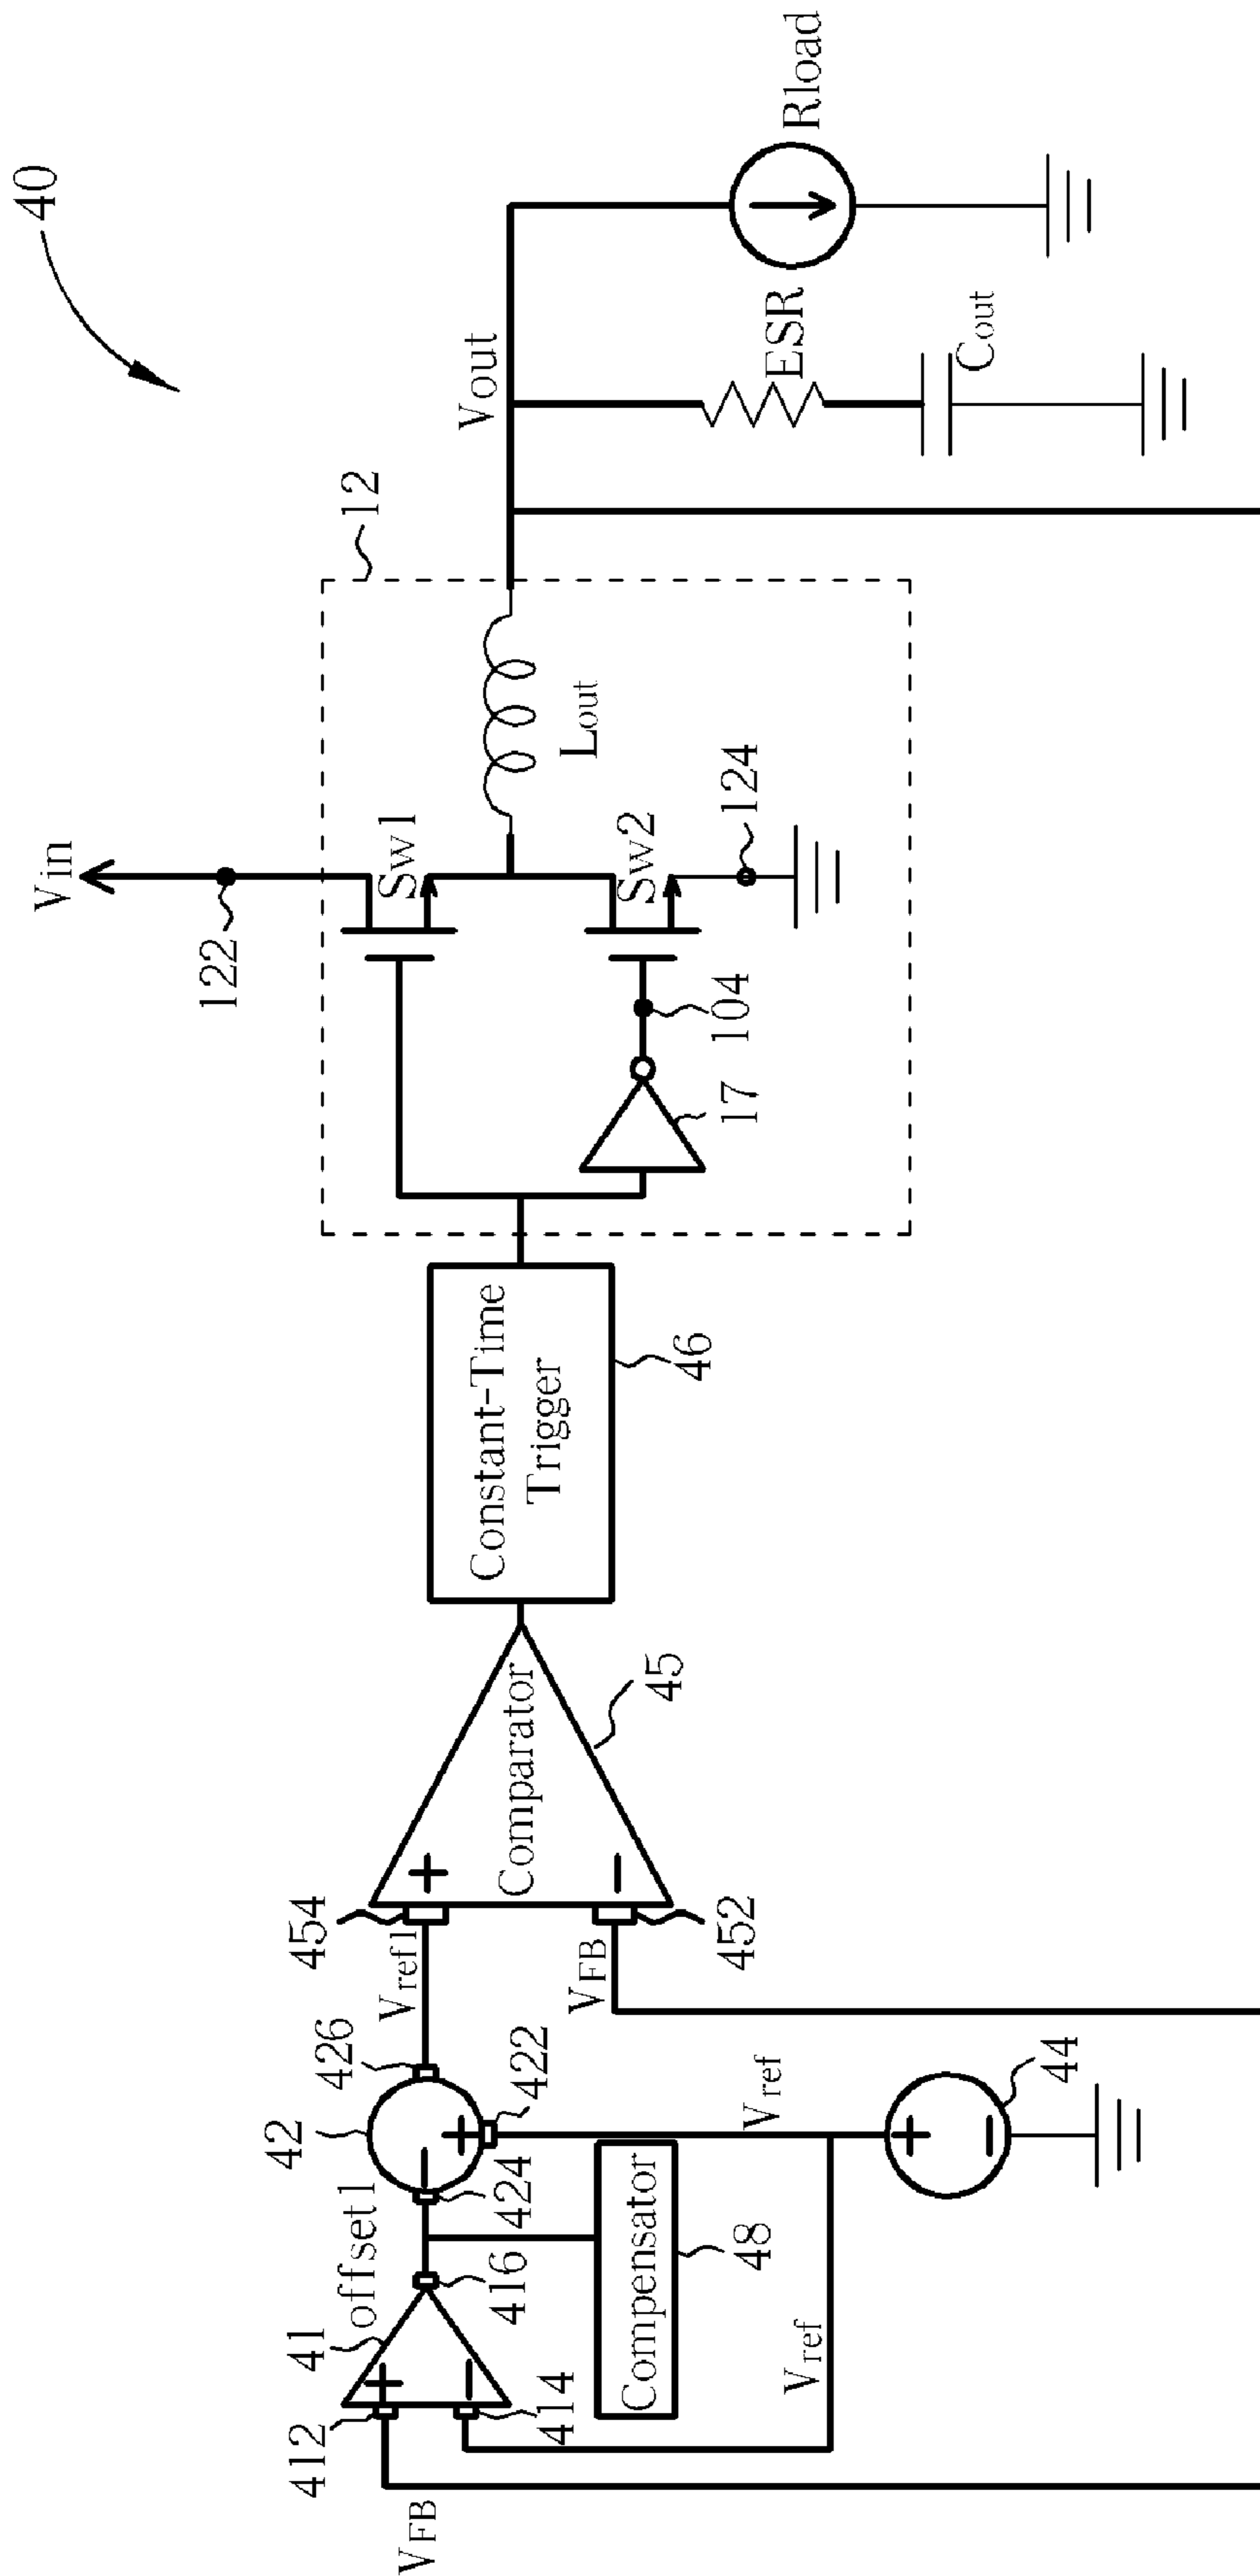 40
Vin
122
12
Sw1
Lout
Vout
Sw2
124
104
17
ESR
Cout
Rload
Constant-Time
Trigger
46
Comparator
45
+
−
454
452
Vref1
VFB
426
42
422
+
−
424
offset1
41
416
+
−
412
414
VFB
Compensator
48
Vref
Vref
+
−
44